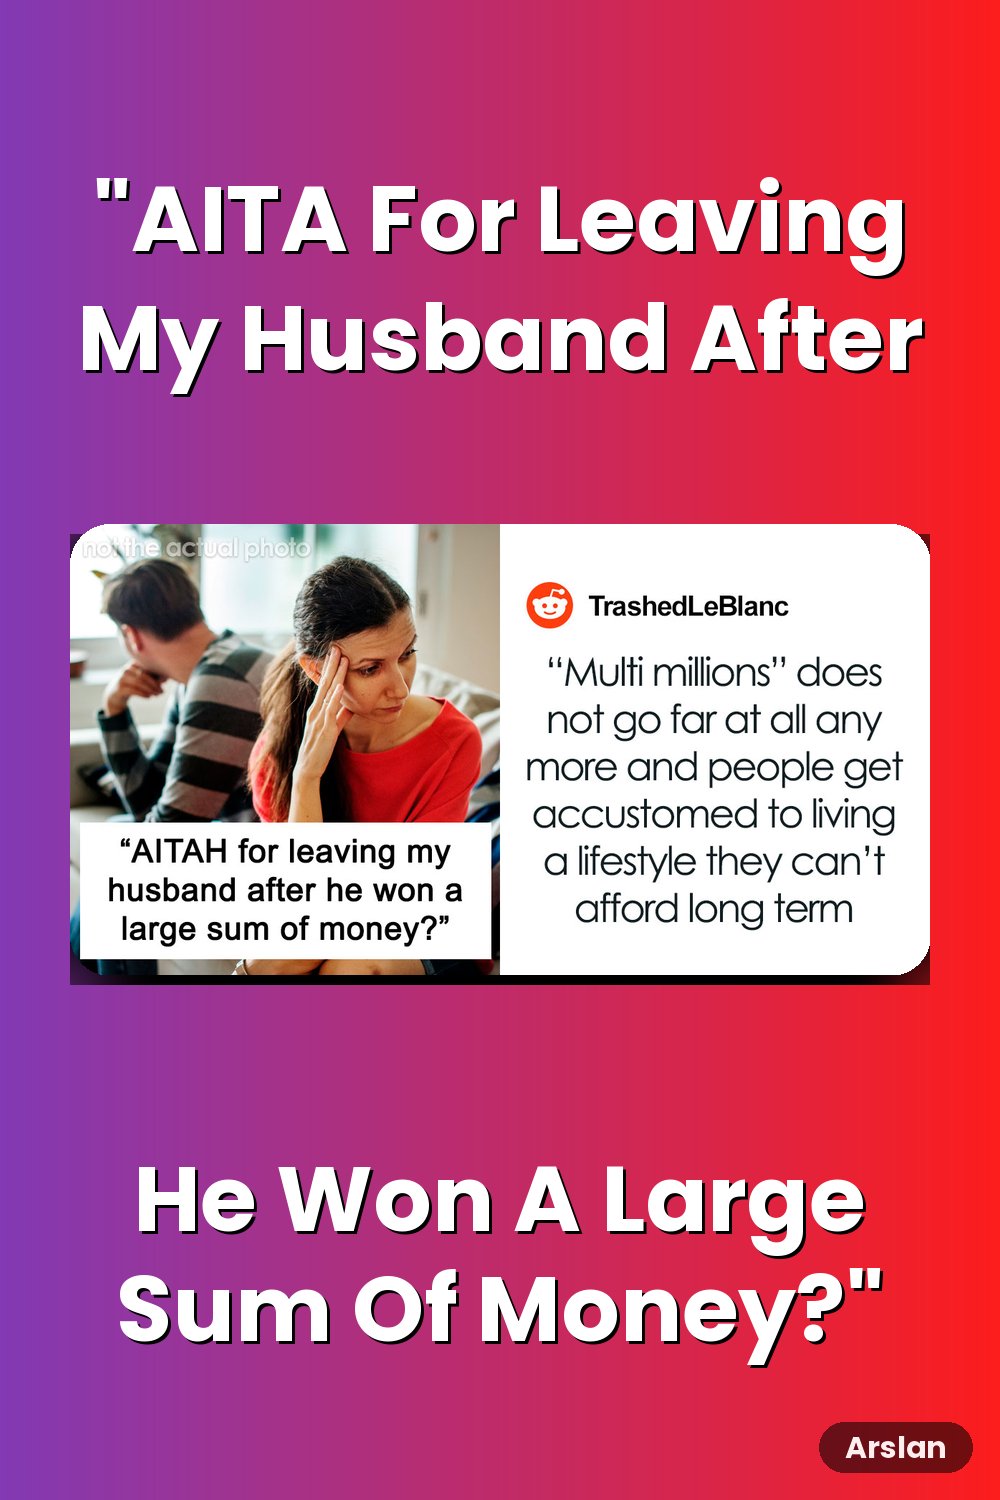 "AITA For Leaving
My Husband After
not the actual photo
“AITAH for leaving my
husband after he won a
large sum of money?”
TrashedLeBlanc
“Multi millions” does
not go far at all any
more and people get
accustomed to living
a lifestyle they can’t
afford long term
He Won A Large
Sum Of Money?"
Arslan